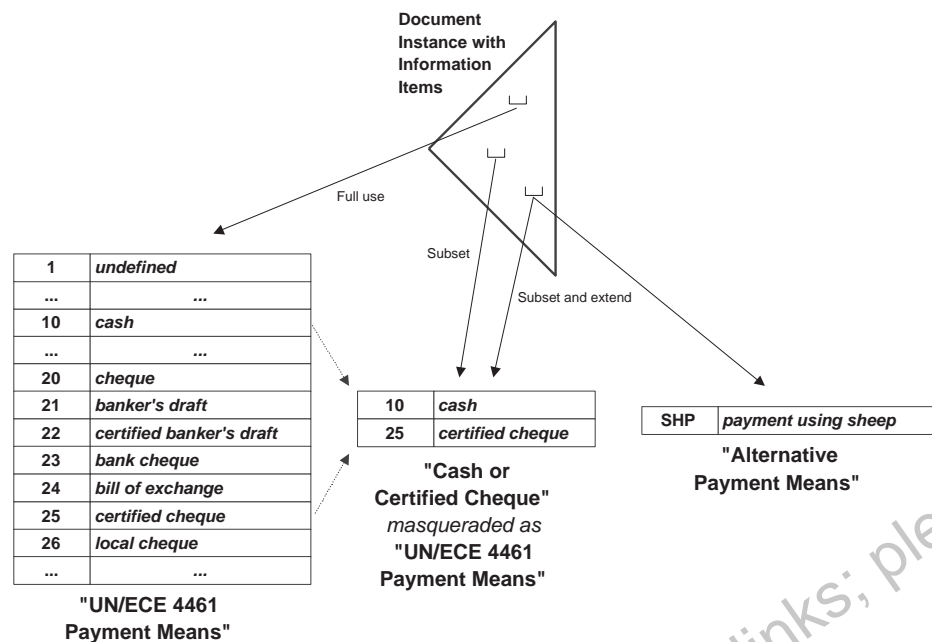 Document
Instance with
Information
Items
Full use
Subset
Subset and extend
1 undefined
... ...
10 cash
... ...
20 cheque
21 banker's draft
22 certified banker's draft
23 bank cheque
24 bill of exchange
25 certified cheque
26 local cheque
... ...
"UN/ECE 4461
Payment Means"
10 cash
25 certified cheque
"Cash or
Certified Cheque"
masqueraded as
"UN/ECE 4461
Payment Means"
SHP payment using sheep
"Alternative
Payment Means"
links;